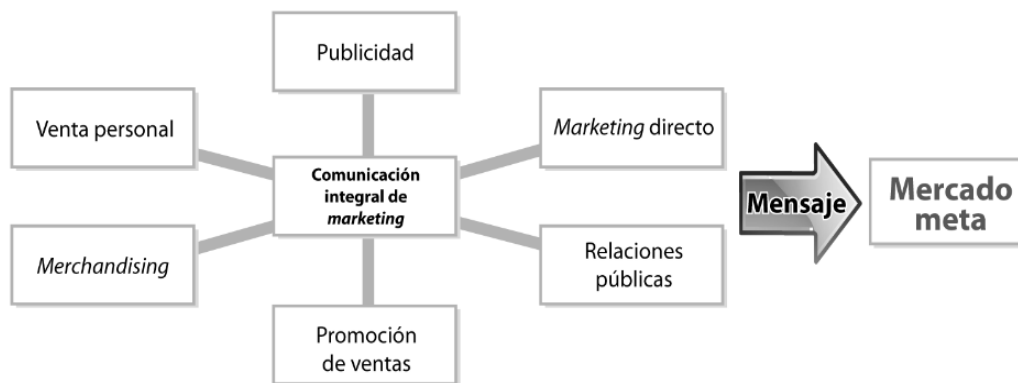 Publicidad
Venta personal
Marketing directo
Comunicación
integral de
marketing
Mensaje
Mercado
meta
Merchandising
Relaciones
públicas
Promoción
de ventas